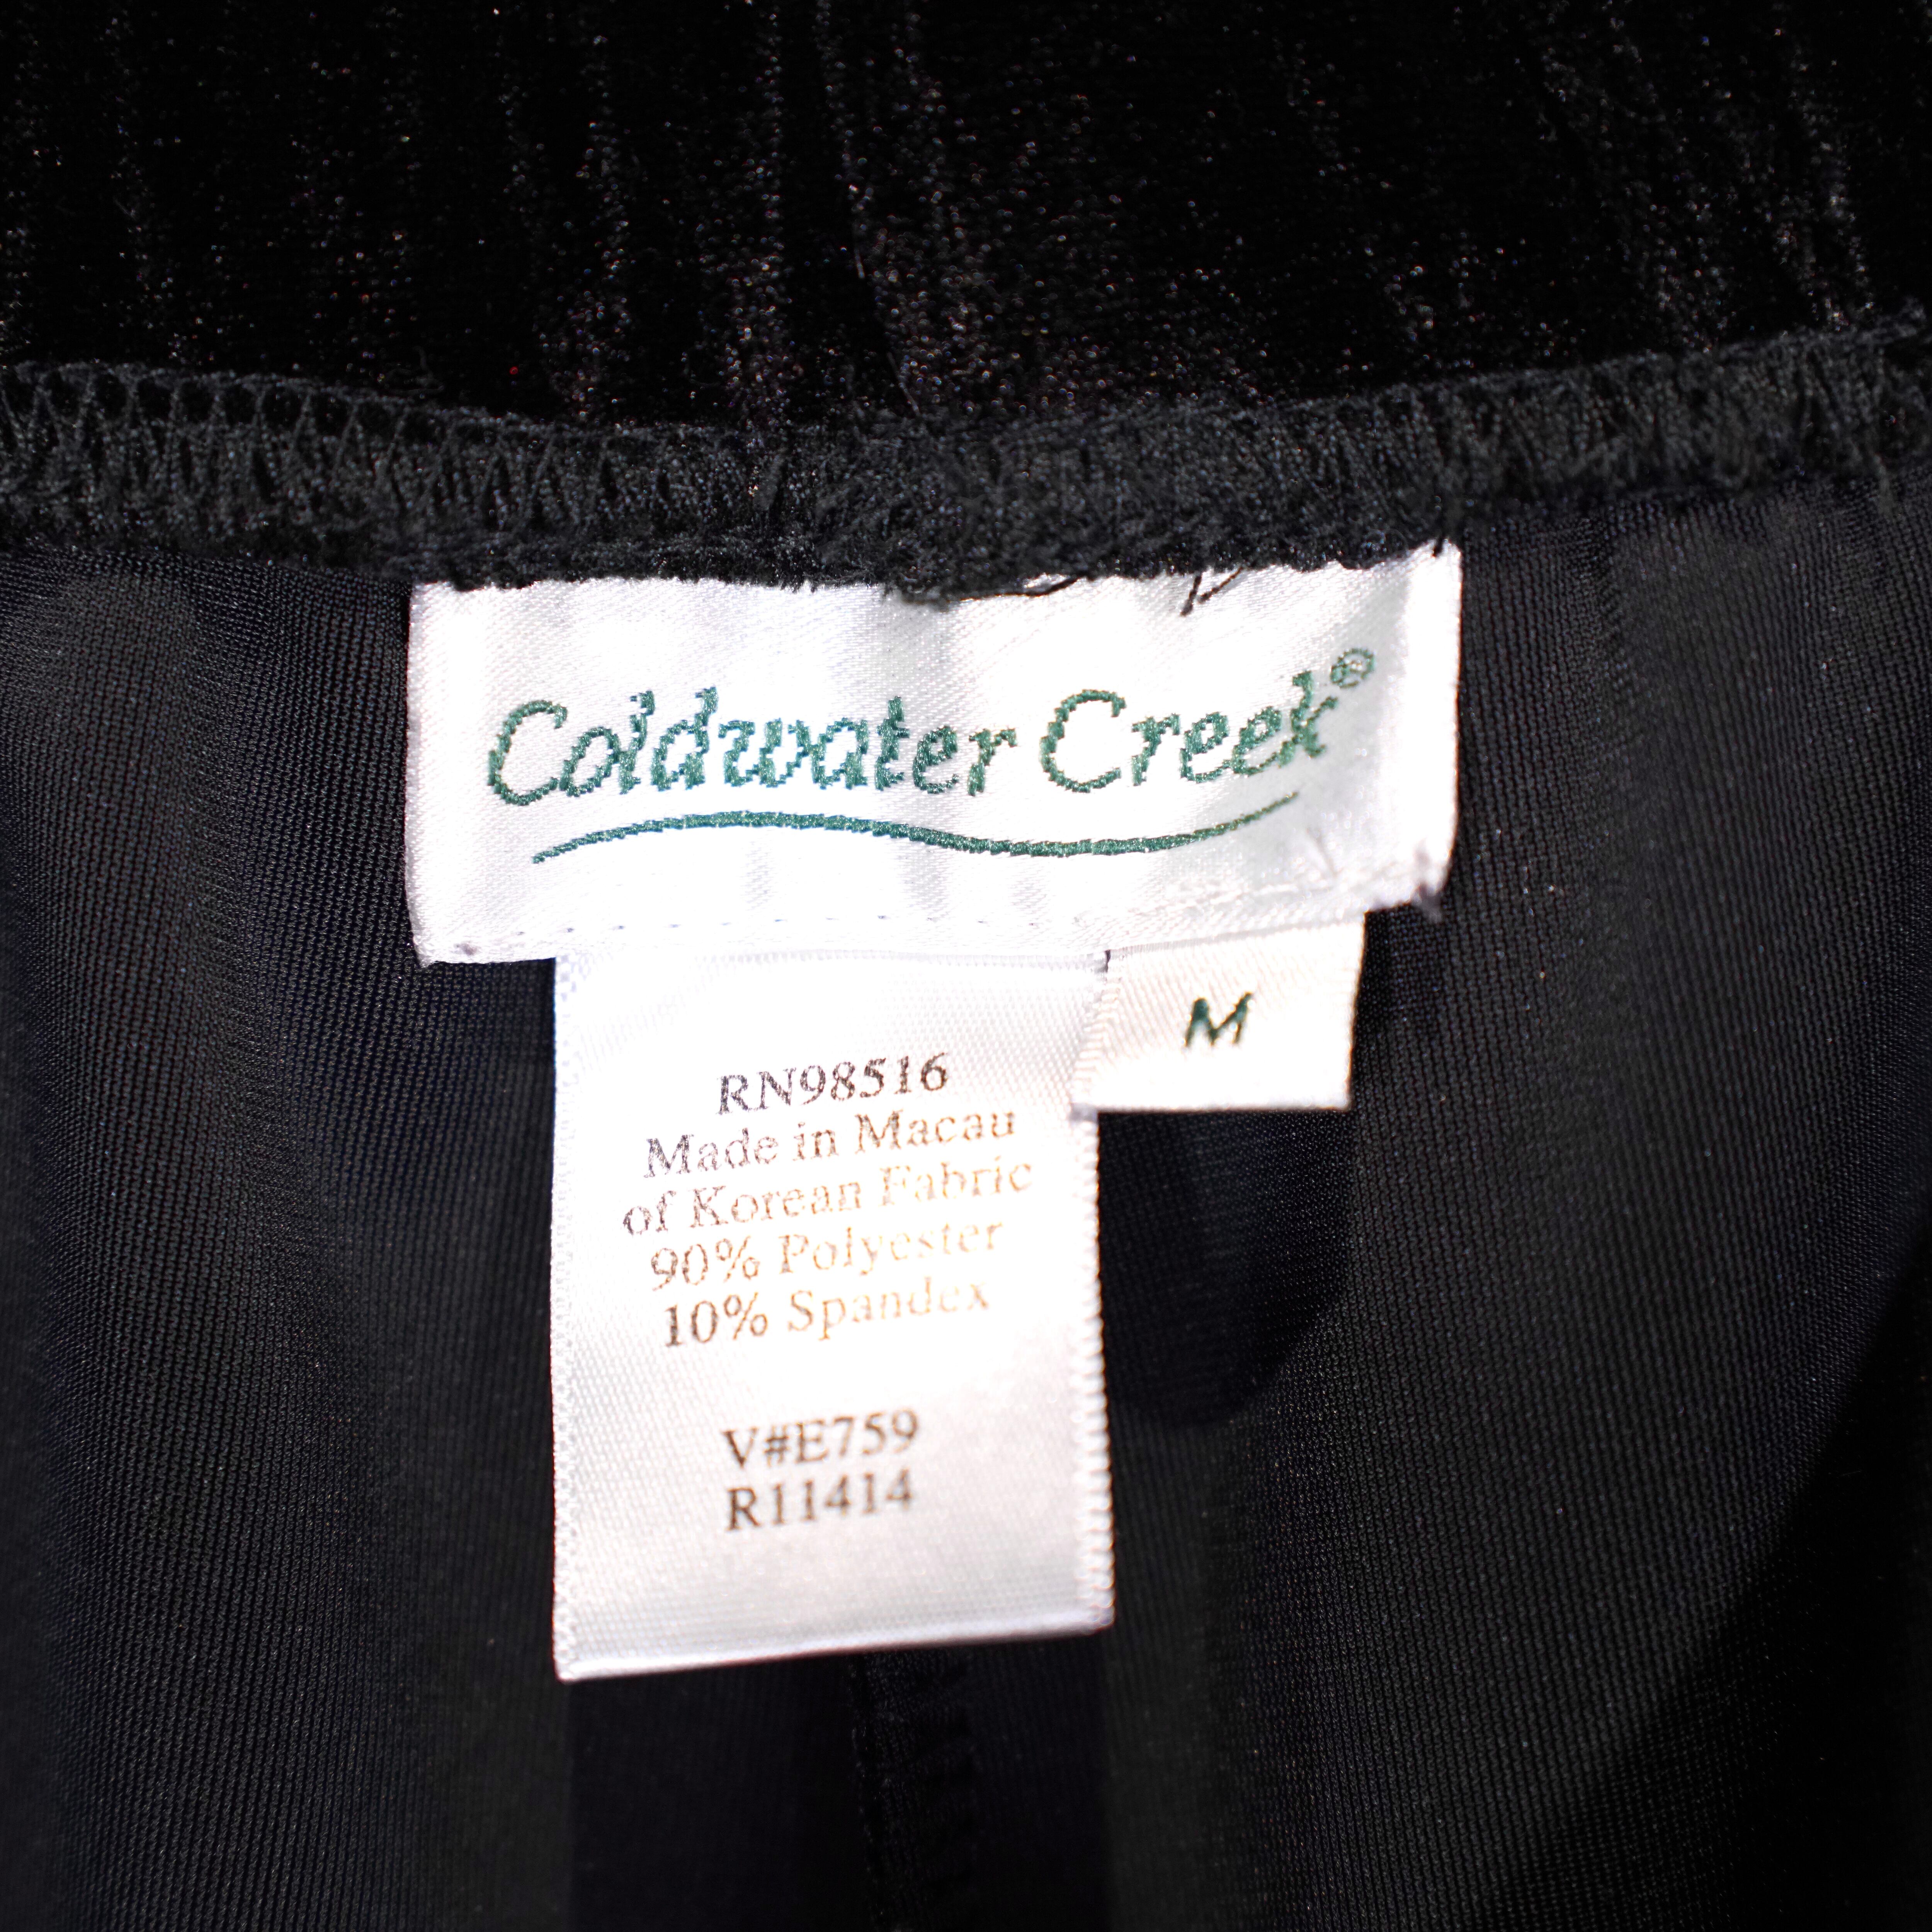 Coldwater Creek®
M
RN98516
Made in Macau
of Korean Fabric
90% Polyester
10% Spandex
V#E759
R11414